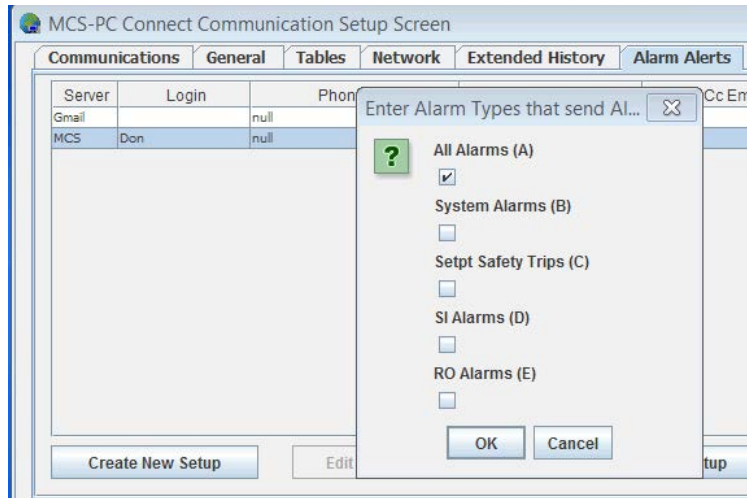 MCS-PC Connect Communication Setup Screen
Communications General Tables Network Extended History Alarm Alerts
Server Login Phon Cc Em
Gmail null
MCS Don null
Enter Alarm Types that send Al...
?
All Alarms (A)
System Alarms (B)
Setpt Safety Trips (C)
SI Alarms (D)
RO Alarms (E)
OK Cancel
Create New Setup Edit tup